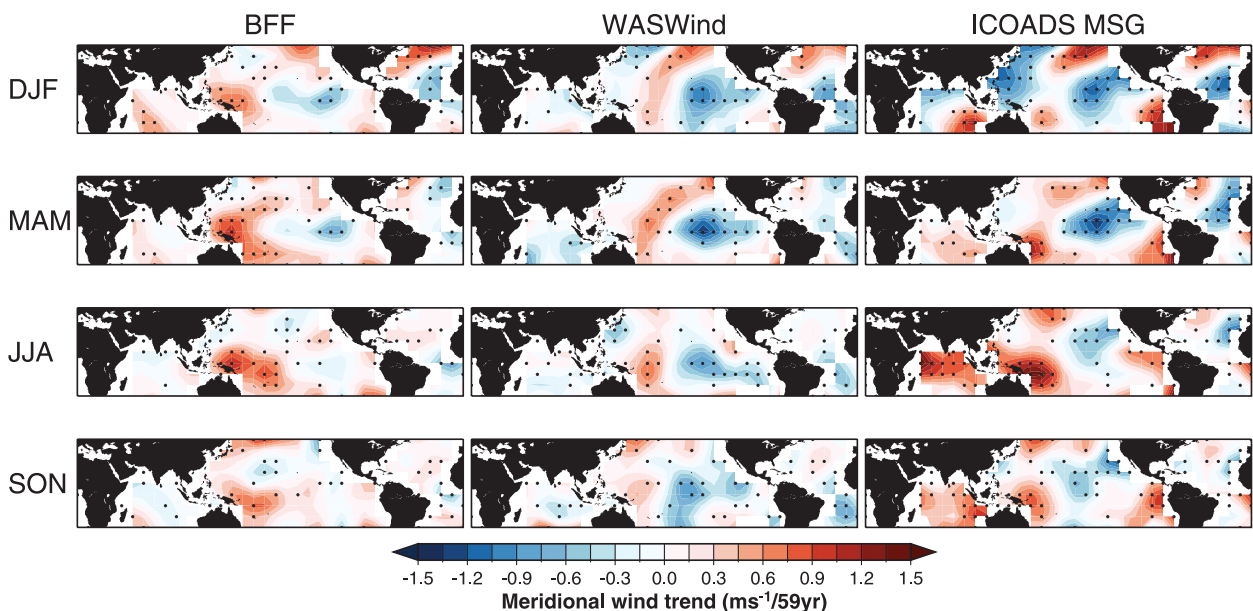 BFF WASWind ICOADS MSG
DJF
MAM
JJA
SON
-1.5 -1.2 -0.9 -0.6 -0.3 0.0 0.3 0.6 0.9 1.2 1.5
Meridional wind trend (ms⁻¹/59yr)